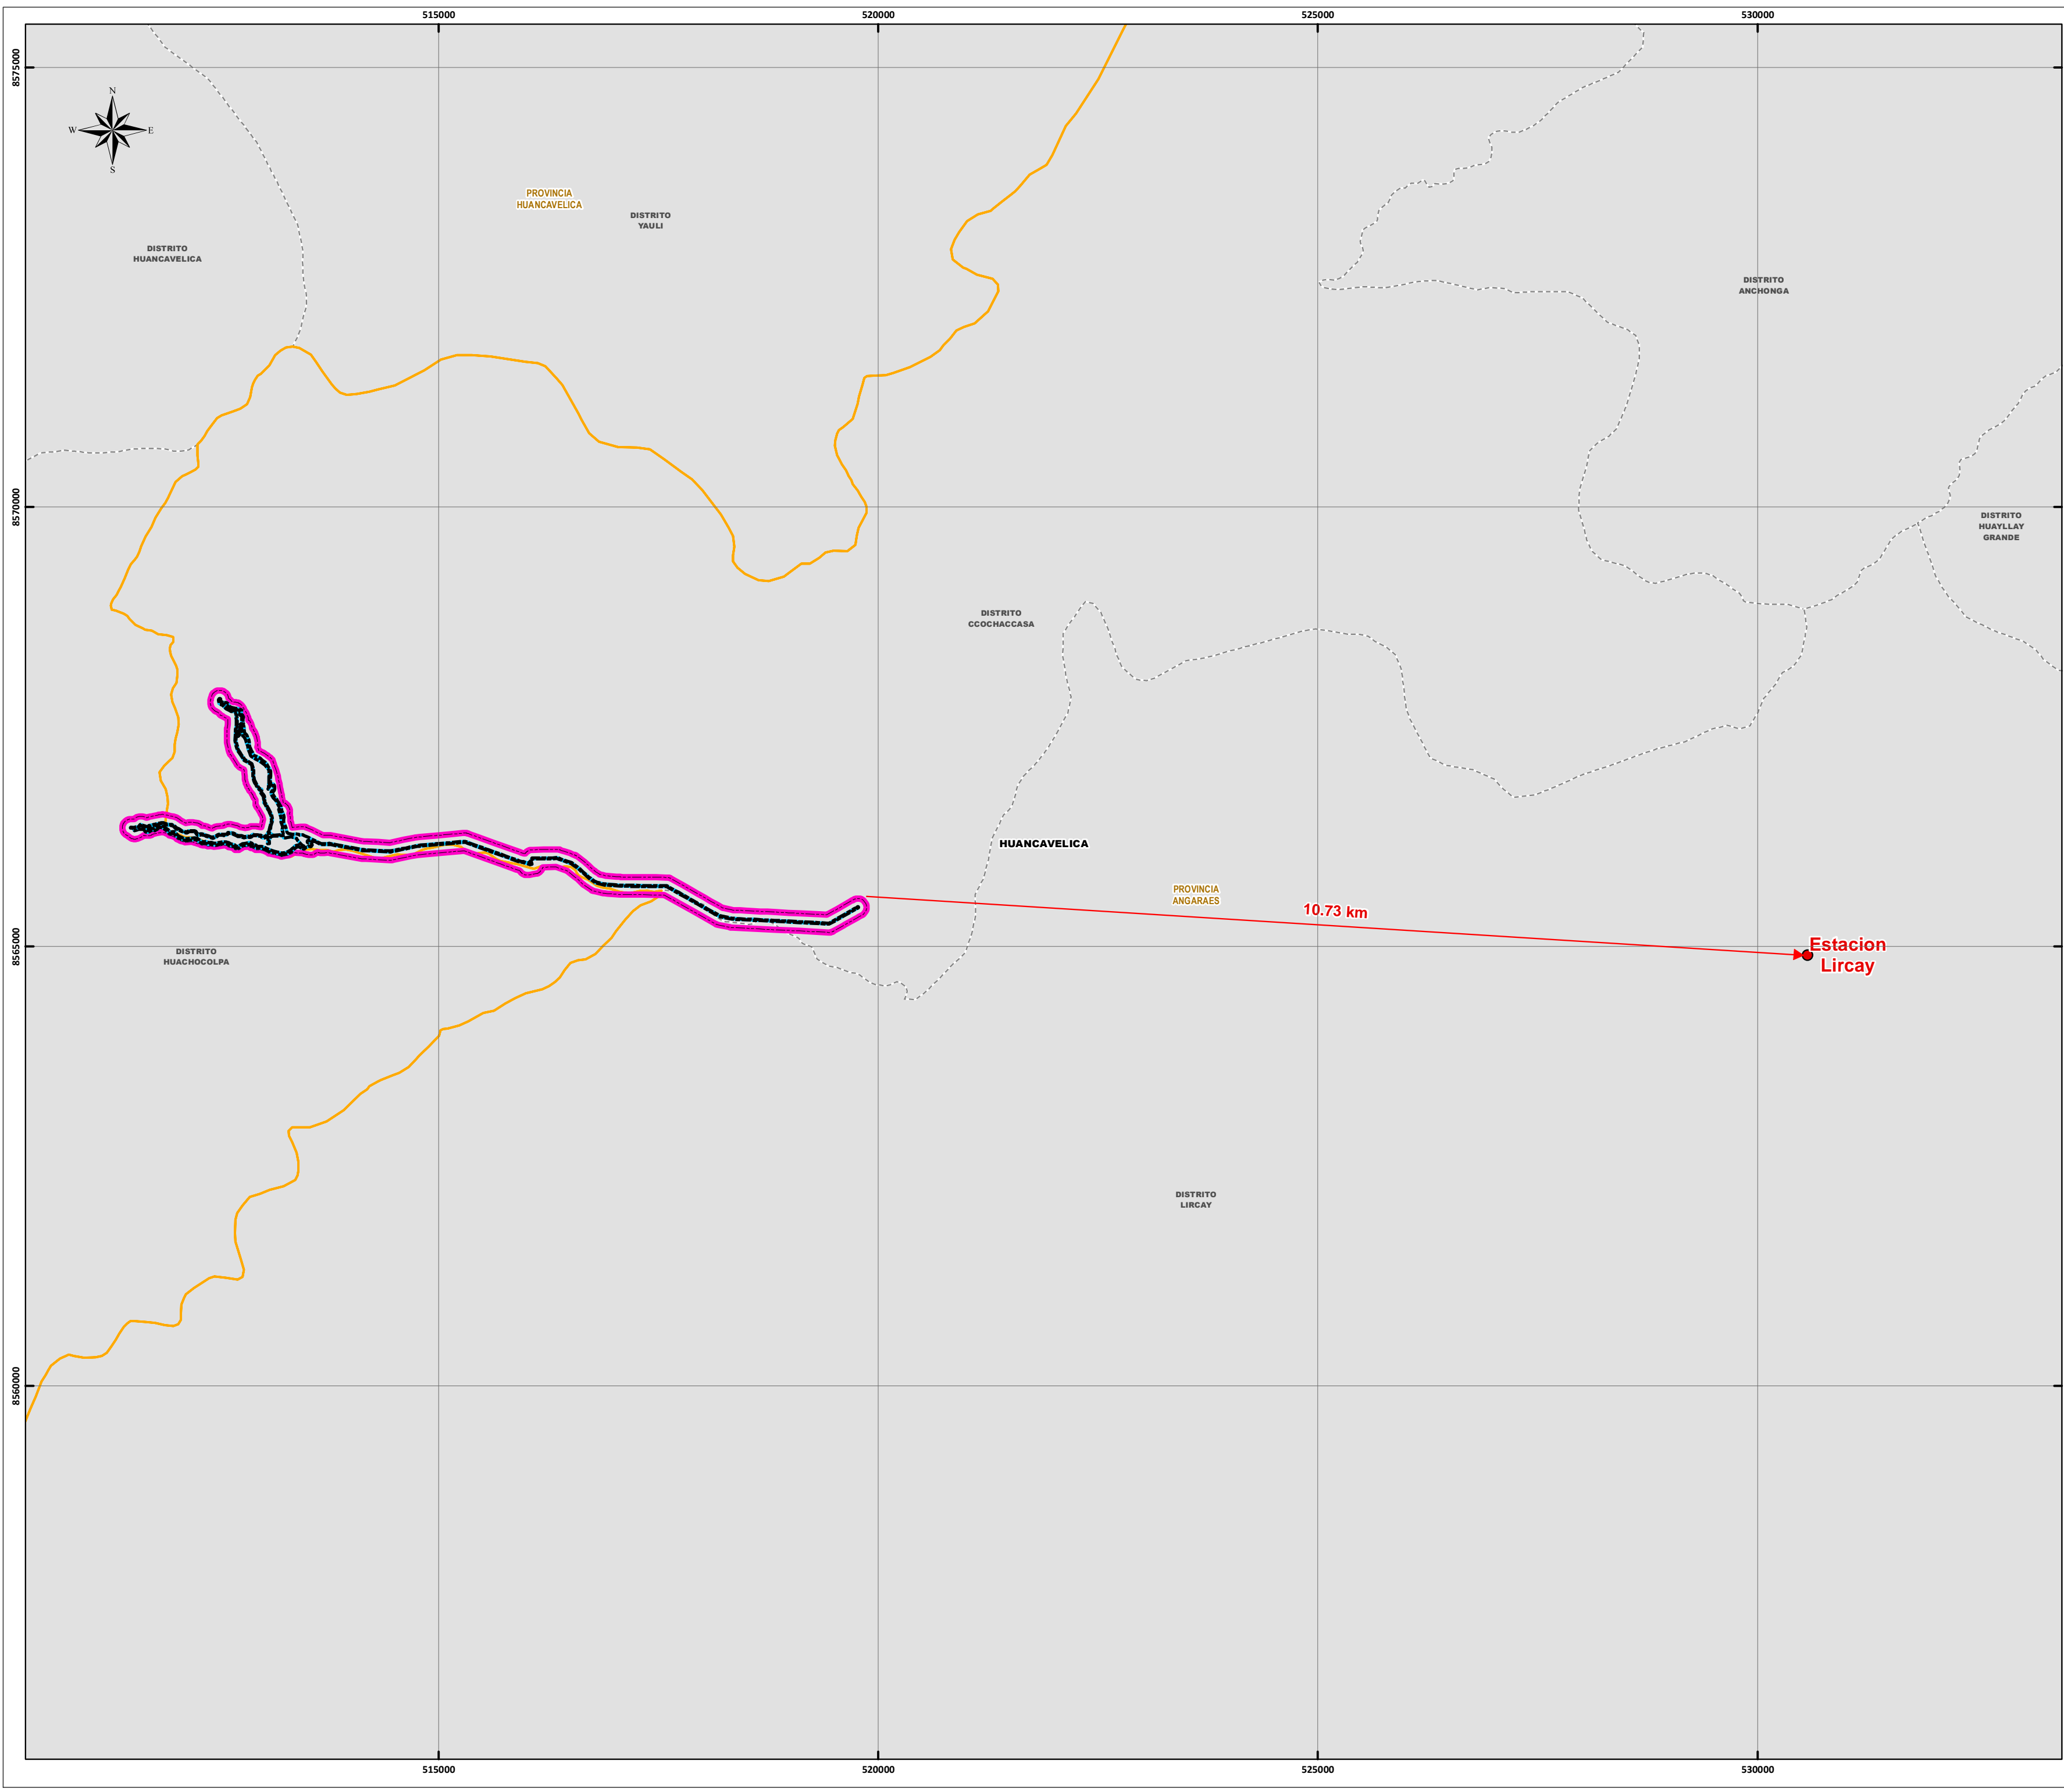 515000
520000
525000
530000
8575000
N
W
E
S
PROVINCIA
HUANCAVELICA
DISTRITO
YAULI
DISTRITO
HUANCAVELICA
DISTRITO
ANCHONGA
8570000
DISTRITO
HUAYLLAY
GRANDE
DISTRITO
CCOCHACCASA
HUANCAVELICA
PROVINCIA
ANGARAES
10.73 km
Estacion
Lircay
8565000
DISTRITO
HUACHOCOLPA
DISTRITO
LIRCAY
8560000
515000
520000
525000
530000